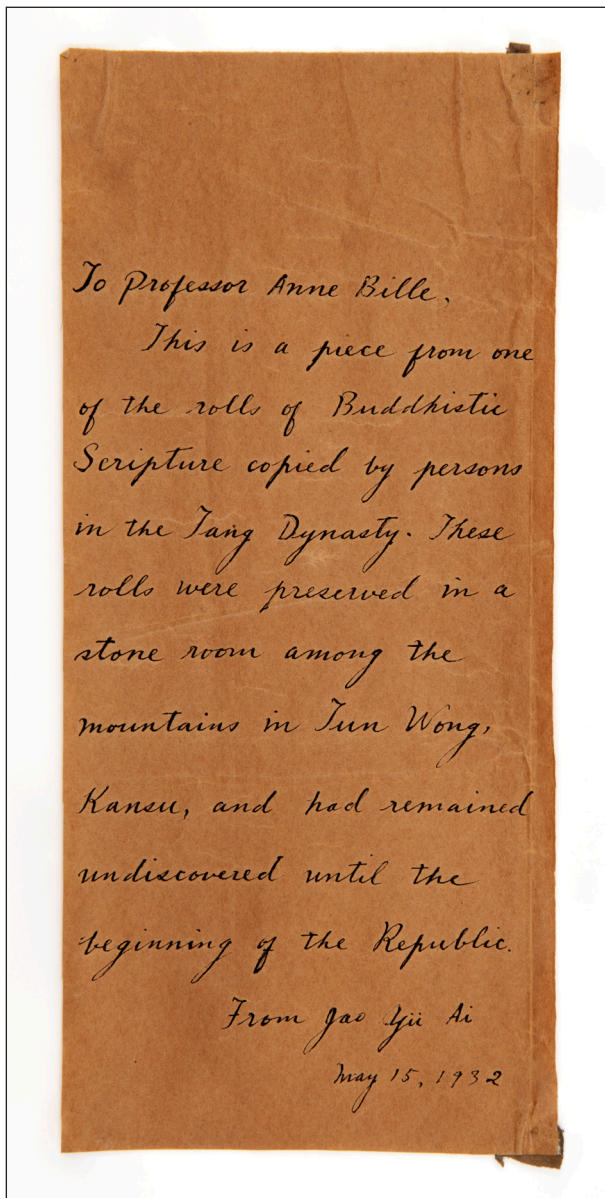 To Professor Anne Bille.
This is a piece from one
of the rolls of Buddhistic
Scripture copied by persons
in the Tang Dynasty. These
rolls were preserved in a
stone room among the
mountains in Tun Wong,
Kansu, and had remained
undiscovered until the
beginning of the Republic.
From Jao Yü Ai
May 15, 1932